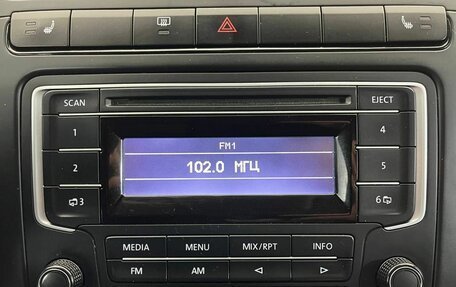 SCAN
EJECT
1
4
FM1
102.0 МГЦ
2
5
3
6
MEDIA
MENU
MIX/RPT
INFO
FM
AM